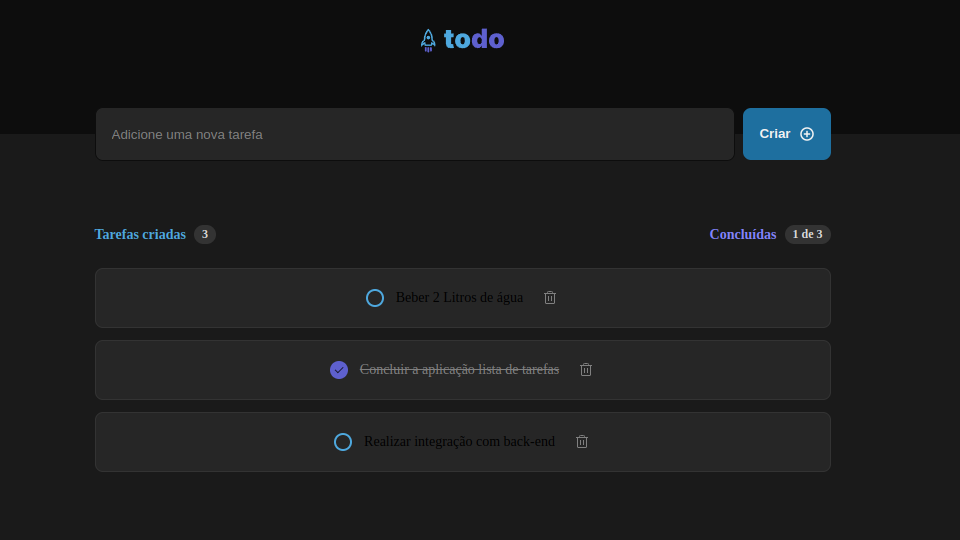 todo
Adicione uma nova tarefa
Criar
Tarefas criadas 3
Concluídas 1 de 3
Beber 2 Litros de água
Concluir a aplicação lista de tarefas
Realizar integração com back-end